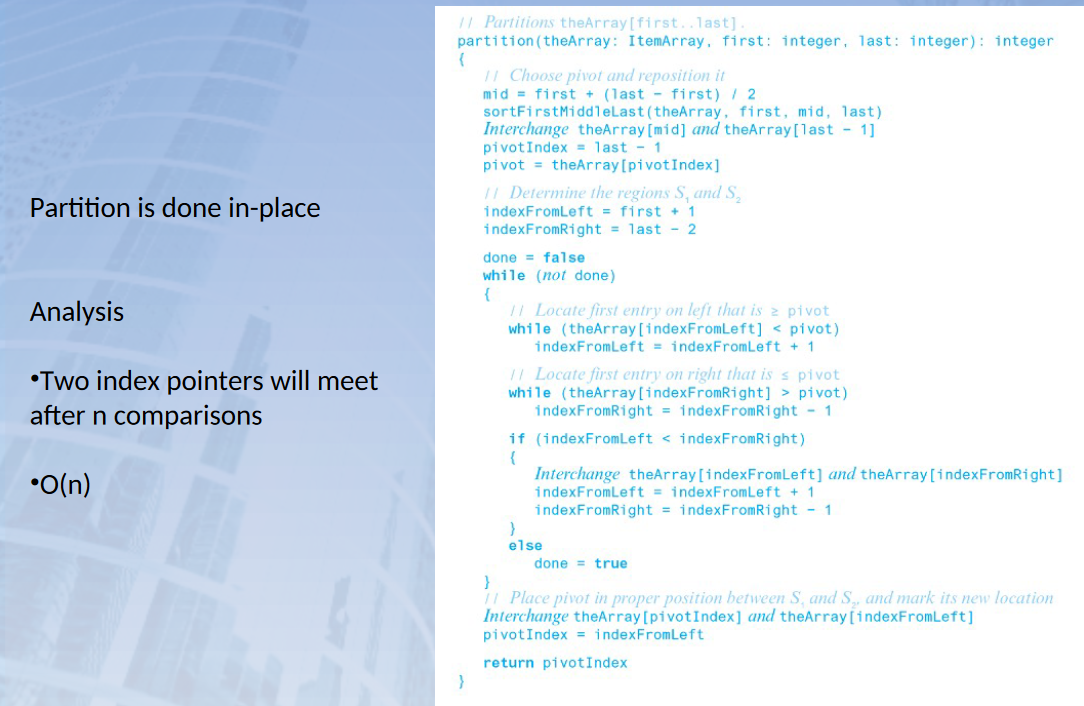 Partition is done in-place
Analysis
•Two index pointers will meet
after n comparisons
•O(n)
// Partitions theArray[first..last].
partition(theArray: ItemArray, first: integer, last: integer): integer
{
// Choose pivot and reposition it
mid = first + (last − first) / 2
sortFirstMiddleLast(theArray, first, mid, last)
Interchange theArray[mid] and theArray[last − 1]
pivotIndex = last − 1
pivot = theArray[pivotIndex]
// Determine the regions S₁ and S₂
indexFromLeft = first + 1
indexFromRight = last − 2
done = false
while (not done)
{
// Locate first entry on left that is ≥ pivot
while (theArray[indexFromLeft] < pivot)
indexFromLeft = indexFromLeft + 1
// Locate first entry on right that is ≤ pivot
while (theArray[indexFromRight] > pivot)
indexFromRight = indexFromRight − 1
if (indexFromLeft < indexFromRight)
{
Interchange theArray[indexFromLeft] and theArray[indexFromRight]
indexFromLeft = indexFromLeft + 1
indexFromRight = indexFromRight − 1
}
else
done = true
}
// Place pivot in proper position between S₁ and S₂, and mark its new location
Interchange theArray[pivotIndex] and theArray[indexFromLeft]
pivotIndex = indexFromLeft
return pivotIndex
}